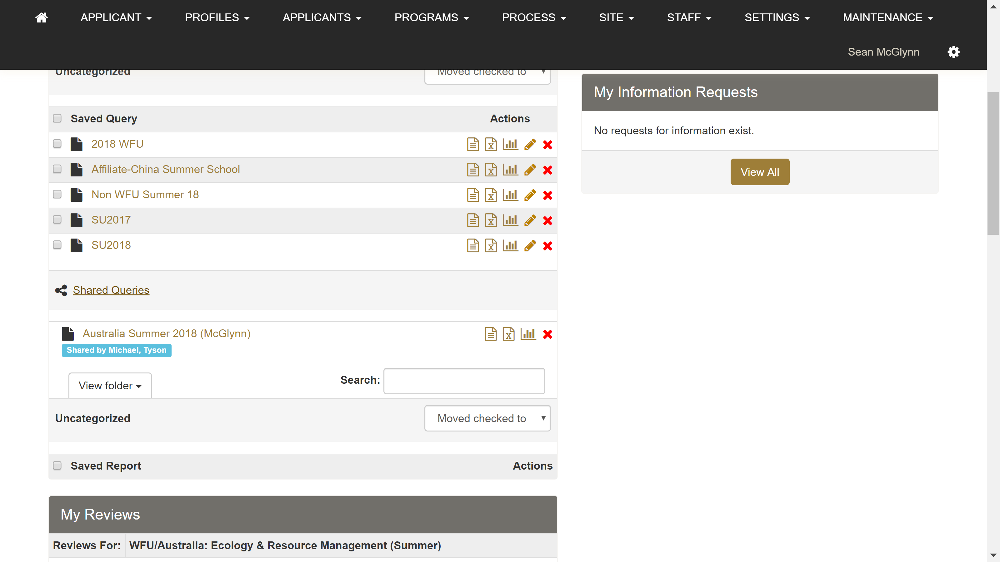 APPLICANT PROFILES APPLICANTS PROGRAMS PROCESS SITE STAFF SETTINGS MAINTENANCE
Sean McGlynn
Uncategorized Moved checked to
My Information Requests
Saved Query Actions
No requests for information exist.
2018 WFU
Affiliate-China Summer School
View All
Non WFU Summer 18
SU2017
SU2018
Shared Queries
Australia Summer 2018 (McGlynn)
Shared by Michael, Tyson
View folder Search:
Uncategorized Moved checked to
Saved Report Actions
My Reviews
Reviews For: WFU/Australia: Ecology & Resource Management (Summer)